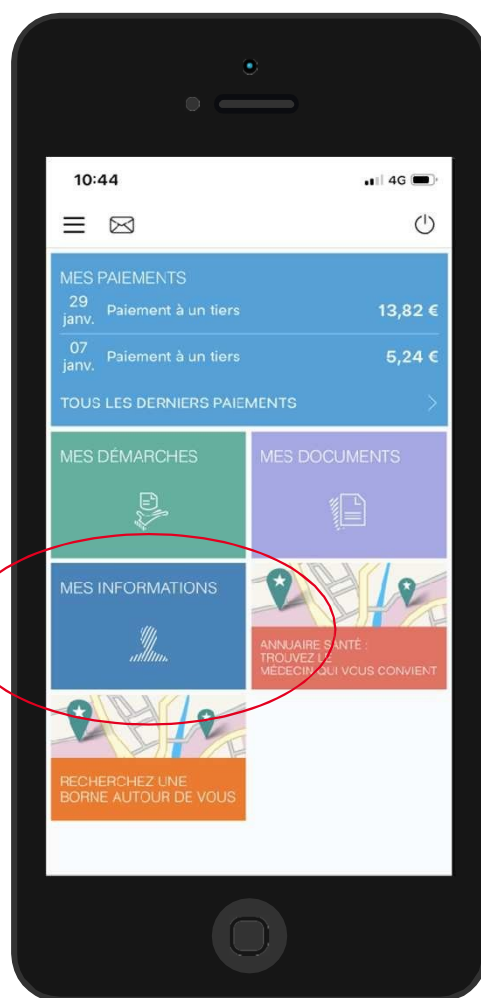 10:44
4G
MES PAIEMENTS
29
janv.
Paiement à un tiers
13,82 €
07
janv.
Paiement à un tiers
5,24 €
TOUS LES DERNIERS PAIEMENTS
MES DÉMARCHES
MES DOCUMENTS
MES INFORMATIONS
ANNUAIRE SANTÉ :
TROUVEZ LE
MÉDECIN QUI VOUS CONVIENT
RECHERCHEZ UNE
BORNE AUTOUR DE VOUS